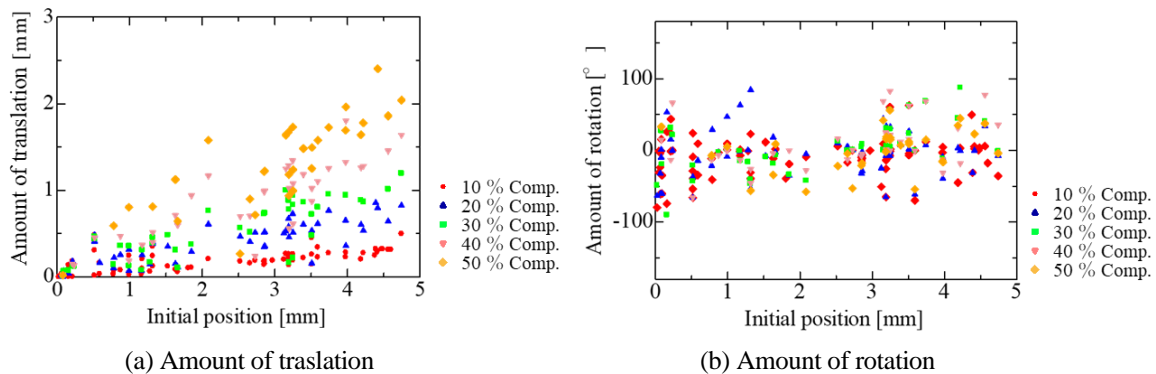 3
2
1
0
Amount of translation [mm]
0
1
2
3
4
5
Initial position [mm]
10 % Comp.
20 % Comp.
30 % Comp.
40 % Comp.
50 % Comp.
(a) Amount of traslation
100
0
-100
Amount of rotation [° ]
0
1
2
3
4
5
Initial position [mm]
10 % Comp.
20 % Comp.
30 % Comp.
40 % Comp.
50 % Comp.
(b) Amount of rotation